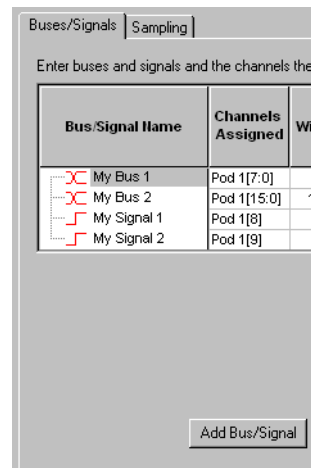 Buses/Signals Sampling
Enter buses and signals and the channels the
Bus/Signal Name Channels Assigned Wi
My Bus 1 Pod 1[7:0]
My Bus 2 Pod 1[15:0] 1
My Signal 1 Pod 1[8]
My Signal 2 Pod 1[9]
Add Bus/Signal